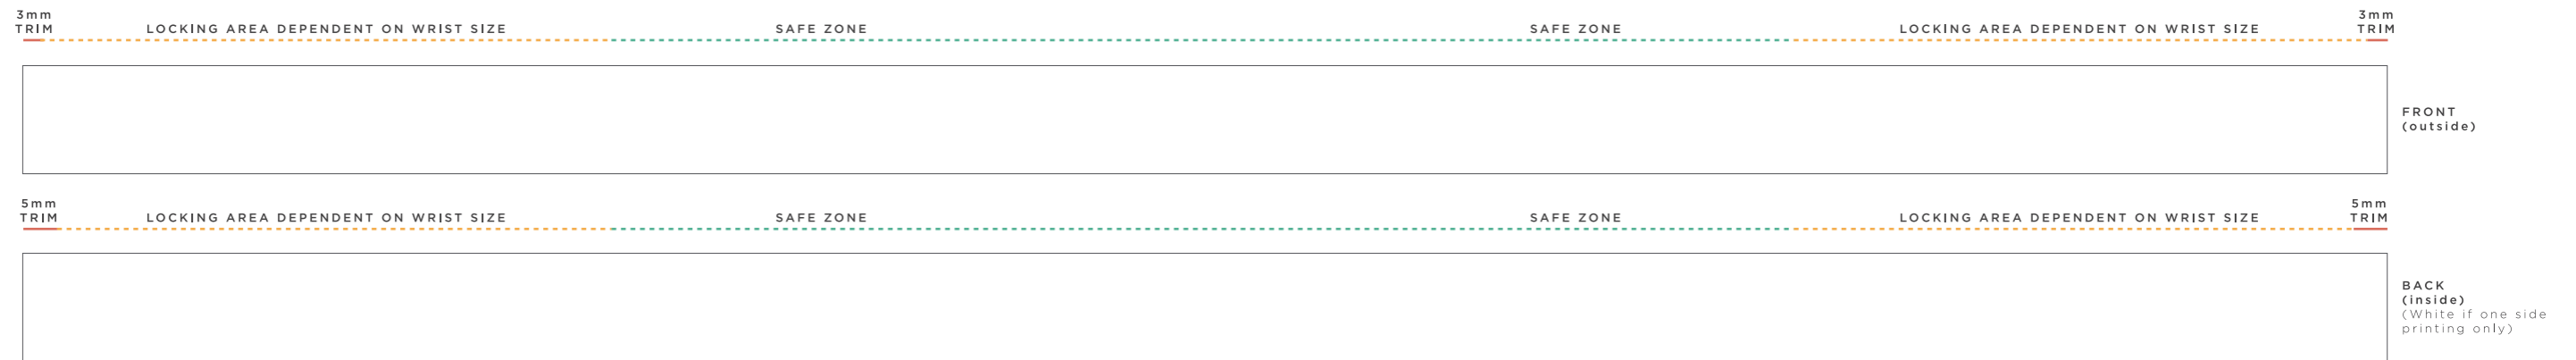 3mm
TRIM
LOCKING AREA DEPENDENT ON WRIST SIZE
SAFE ZONE
SAFE ZONE
LOCKING AREA DEPENDENT ON WRIST SIZE
3mm
TRIM
FRONT
(outside)
5mm
TRIM
LOCKING AREA DEPENDENT ON WRIST SIZE
SAFE ZONE
SAFE ZONE
LOCKING AREA DEPENDENT ON WRIST SIZE
5mm
TRIM
BACK
(inside)
(White if one side
printing only)